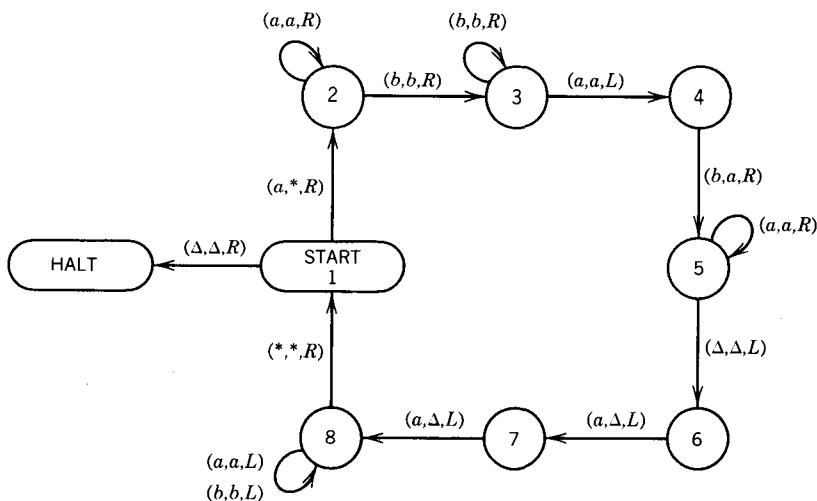 (a,a,R)
(b,b,R)
2
(b,b,R)
3
(a,a,L)
4
(a,*,R)
(b,a,R)
HALT
(Δ,Δ,R)
START
1
5
(a,a,R)
(*,*,R)
(Δ,Δ,L)
8
(a,Δ,L)
7
(a,Δ,L)
6
(a,a,L)
(b,b,L)